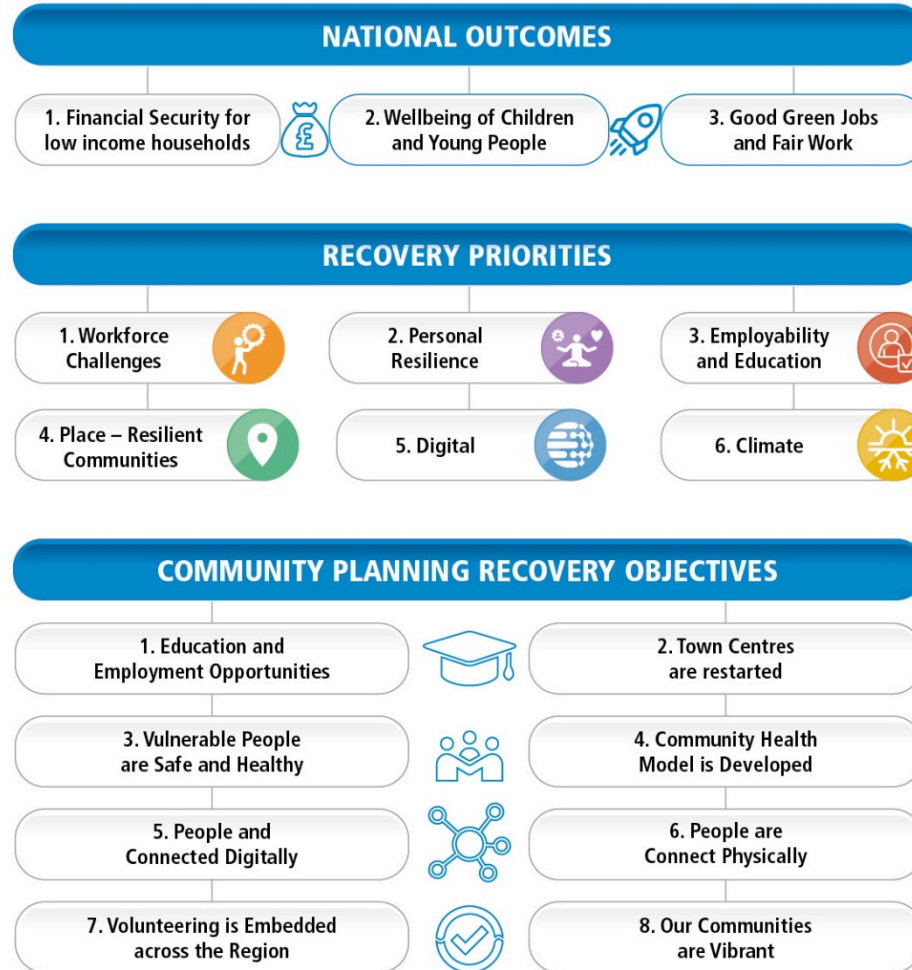 NATIONAL OUTCOMES
1. Financial Security for
low income households
£
2. Wellbeing of Children
and Young People
3. Good Green Jobs
and Fair Work
RECOVERY PRIORITIES
1. Workforce
Challenges
2. Personal
Resilience
3. Employability
and Education
4. Place – Resilient
Communities
5. Digital
6. Climate
COMMUNITY PLANNING RECOVERY OBJECTIVES
1. Education and
Employment Opportunities
2. Town Centres
are restarted
3. Vulnerable People
are Safe and Healthy
4. Community Health
Model is Developed
5. People and
Connected Digitally
6. People are
Connect Physically
7. Volunteering is Embedded
across the Region
8. Our Communities
are Vibrant